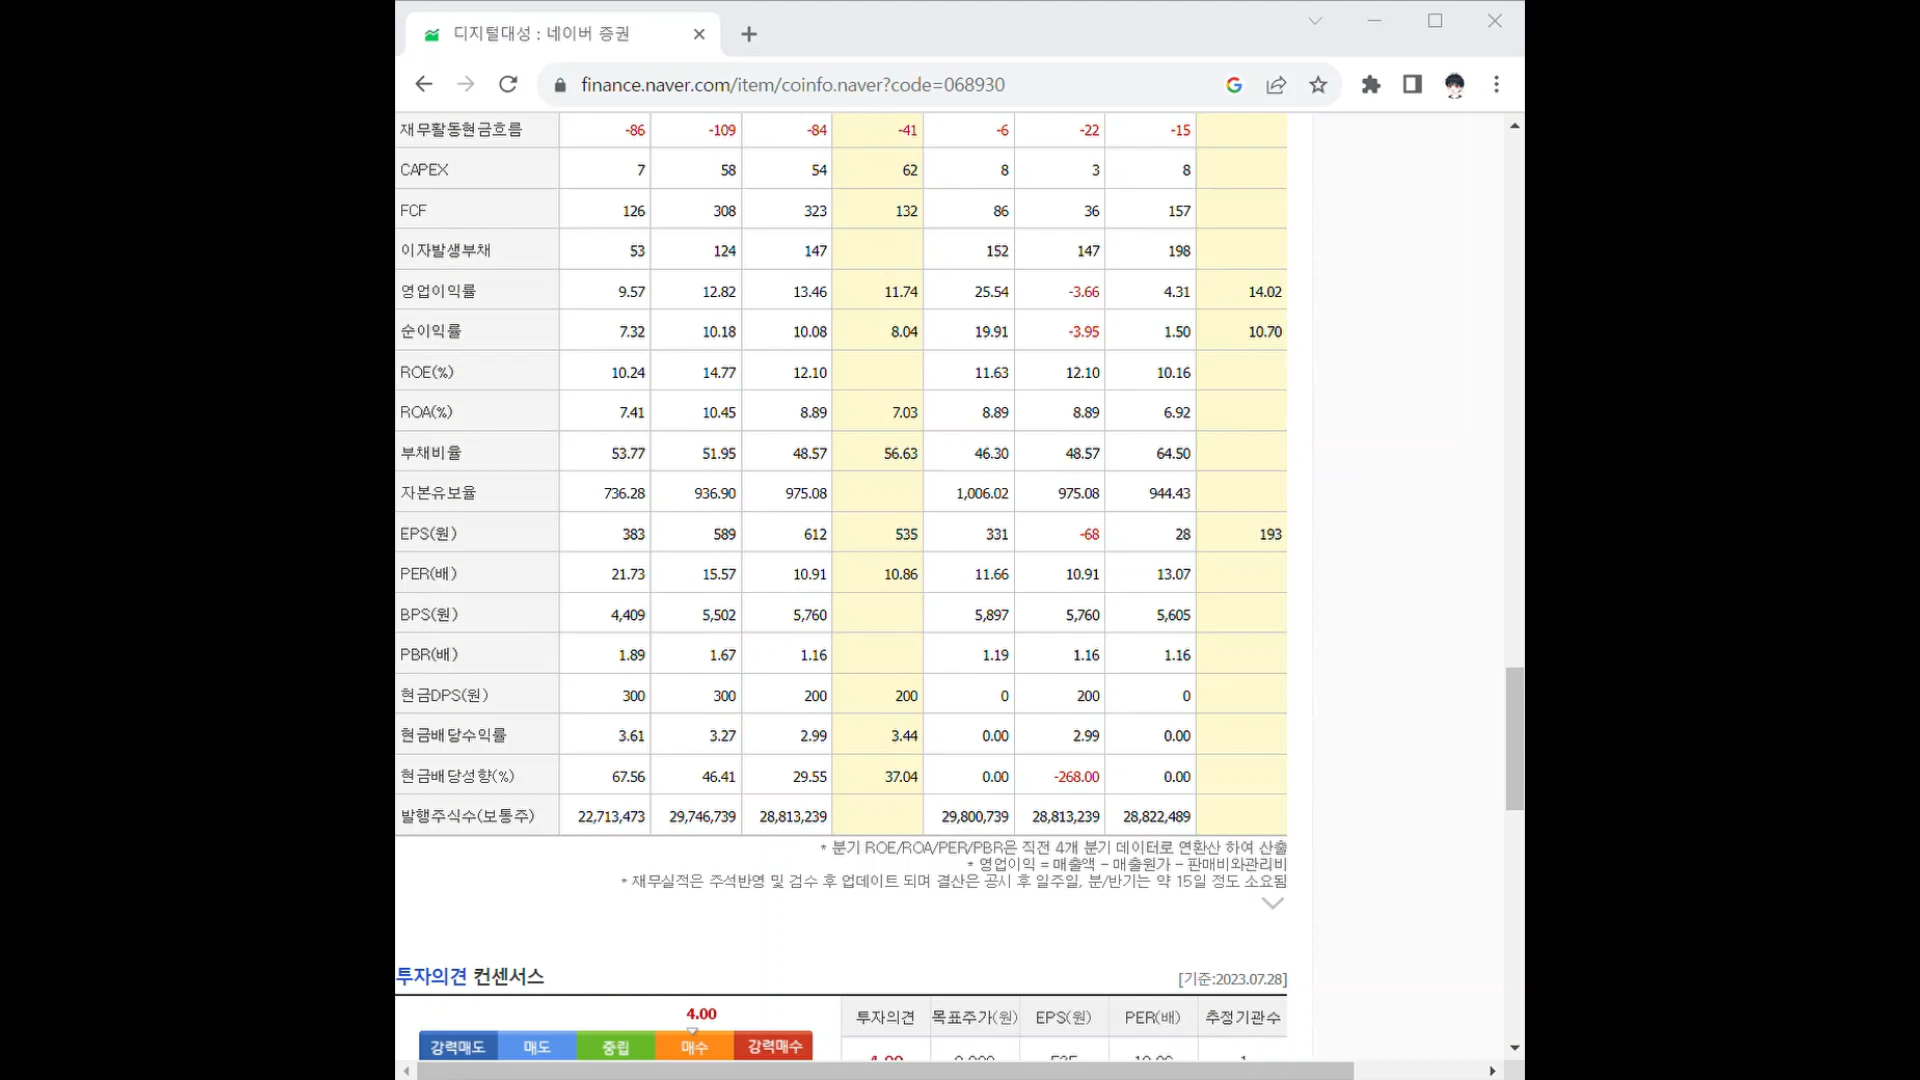 디지털대성 : 네이버 증권
finance.naver.com/item/coinfo.naver?code=068930
재무활동현금흐름 -86 -109 -84 -41 -6 -22 -15
CAPEX 7 58 54 62 8 3 8
FCF 126 308 323 132 86 36 157
이자발생부채 53 124 147 152 147 198
영업이익률 9.57 12.82 13.46 11.74 25.54 -3.66 4.31 14.02
순이익률 7.32 10.18 10.08 8.04 19.91 -3.95 1.50 10.70
ROE(%) 10.24 14.77 12.10 11.63 12.10 10.16
ROA(%) 7.41 10.45 8.89 7.03 8.89 8.89 6.92
부채비율 53.77 51.95 48.57 56.63 46.30 48.57 64.50
자본유보율 736.28 936.90 975.08 1,006.02 975.08 944.43
EPS(원) 383 589 612 535 331 -68 28 193
PER(배) 21.73 15.57 10.91 10.86 11.66 10.91 13.07
BPS(원) 4,409 5,502 5,760 5,897 5,760 5,605
PBR(배) 1.89 1.67 1.16 1.19 1.16 1.16
현금DPS(원) 300 300 200 200 0 200 0
현금배당수익률 3.61 3.27 2.99 3.44 0.00 2.99 0.00
현금배당성향(%) 67.56 46.41 29.55 37.04 0.00 -268.00 0.00
발행주식수(보통주) 22,713,473 29,746,739 28,813,239 29,800,739 28,813,239 28,822,489
* 분기 ROE/ROA/PER/PBR은 직전 4개 분기 데이터로 연환산 하여 산출
* 영업이익 = 매출액 - 매출원가 - 판매비와관리비
* 재무실적은 주석반영 및 검수 후 업데이트 되며 결산은 공시 후 일주일, 분/반기는 약 15일 정도 소요됨
투자의견 컨센서스 [기준:2023.07.28]
4.00
강력매도 매도 중립 매수 강력매수
투자의견 목표주가(원) EPS(원) PER(배) 추정기관수